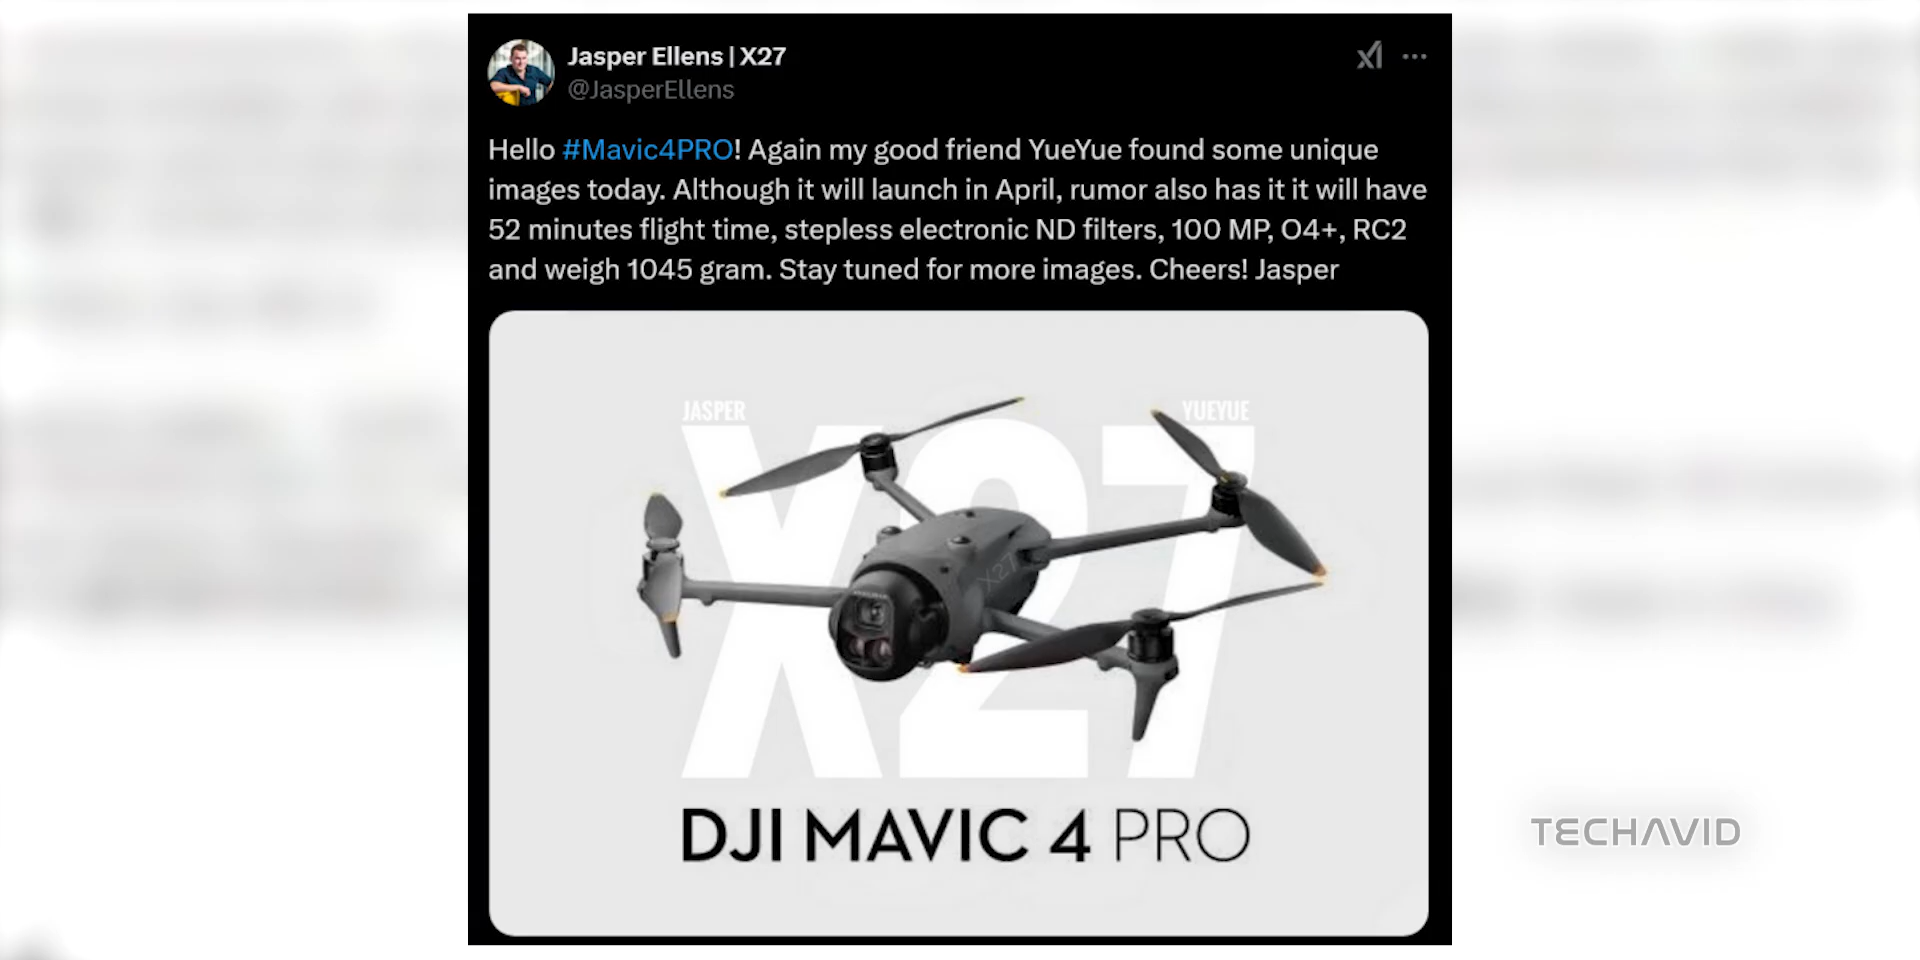 Jasper Ellens | X27
@JasperEllens
Hello #Mavic4PRO! Again my good friend YueYue found some unique
images today. Although it will launch in April, rumor also has it it will have
52 minutes flight time, stepless electronic ND filters, 100 MP, O4+, RC2
and weigh 1045 gram. Stay tuned for more images. Cheers! Jasper
JASPER
YUEYUE
X27
X27
DJI MAVIC 4 PRO
TECHAVID